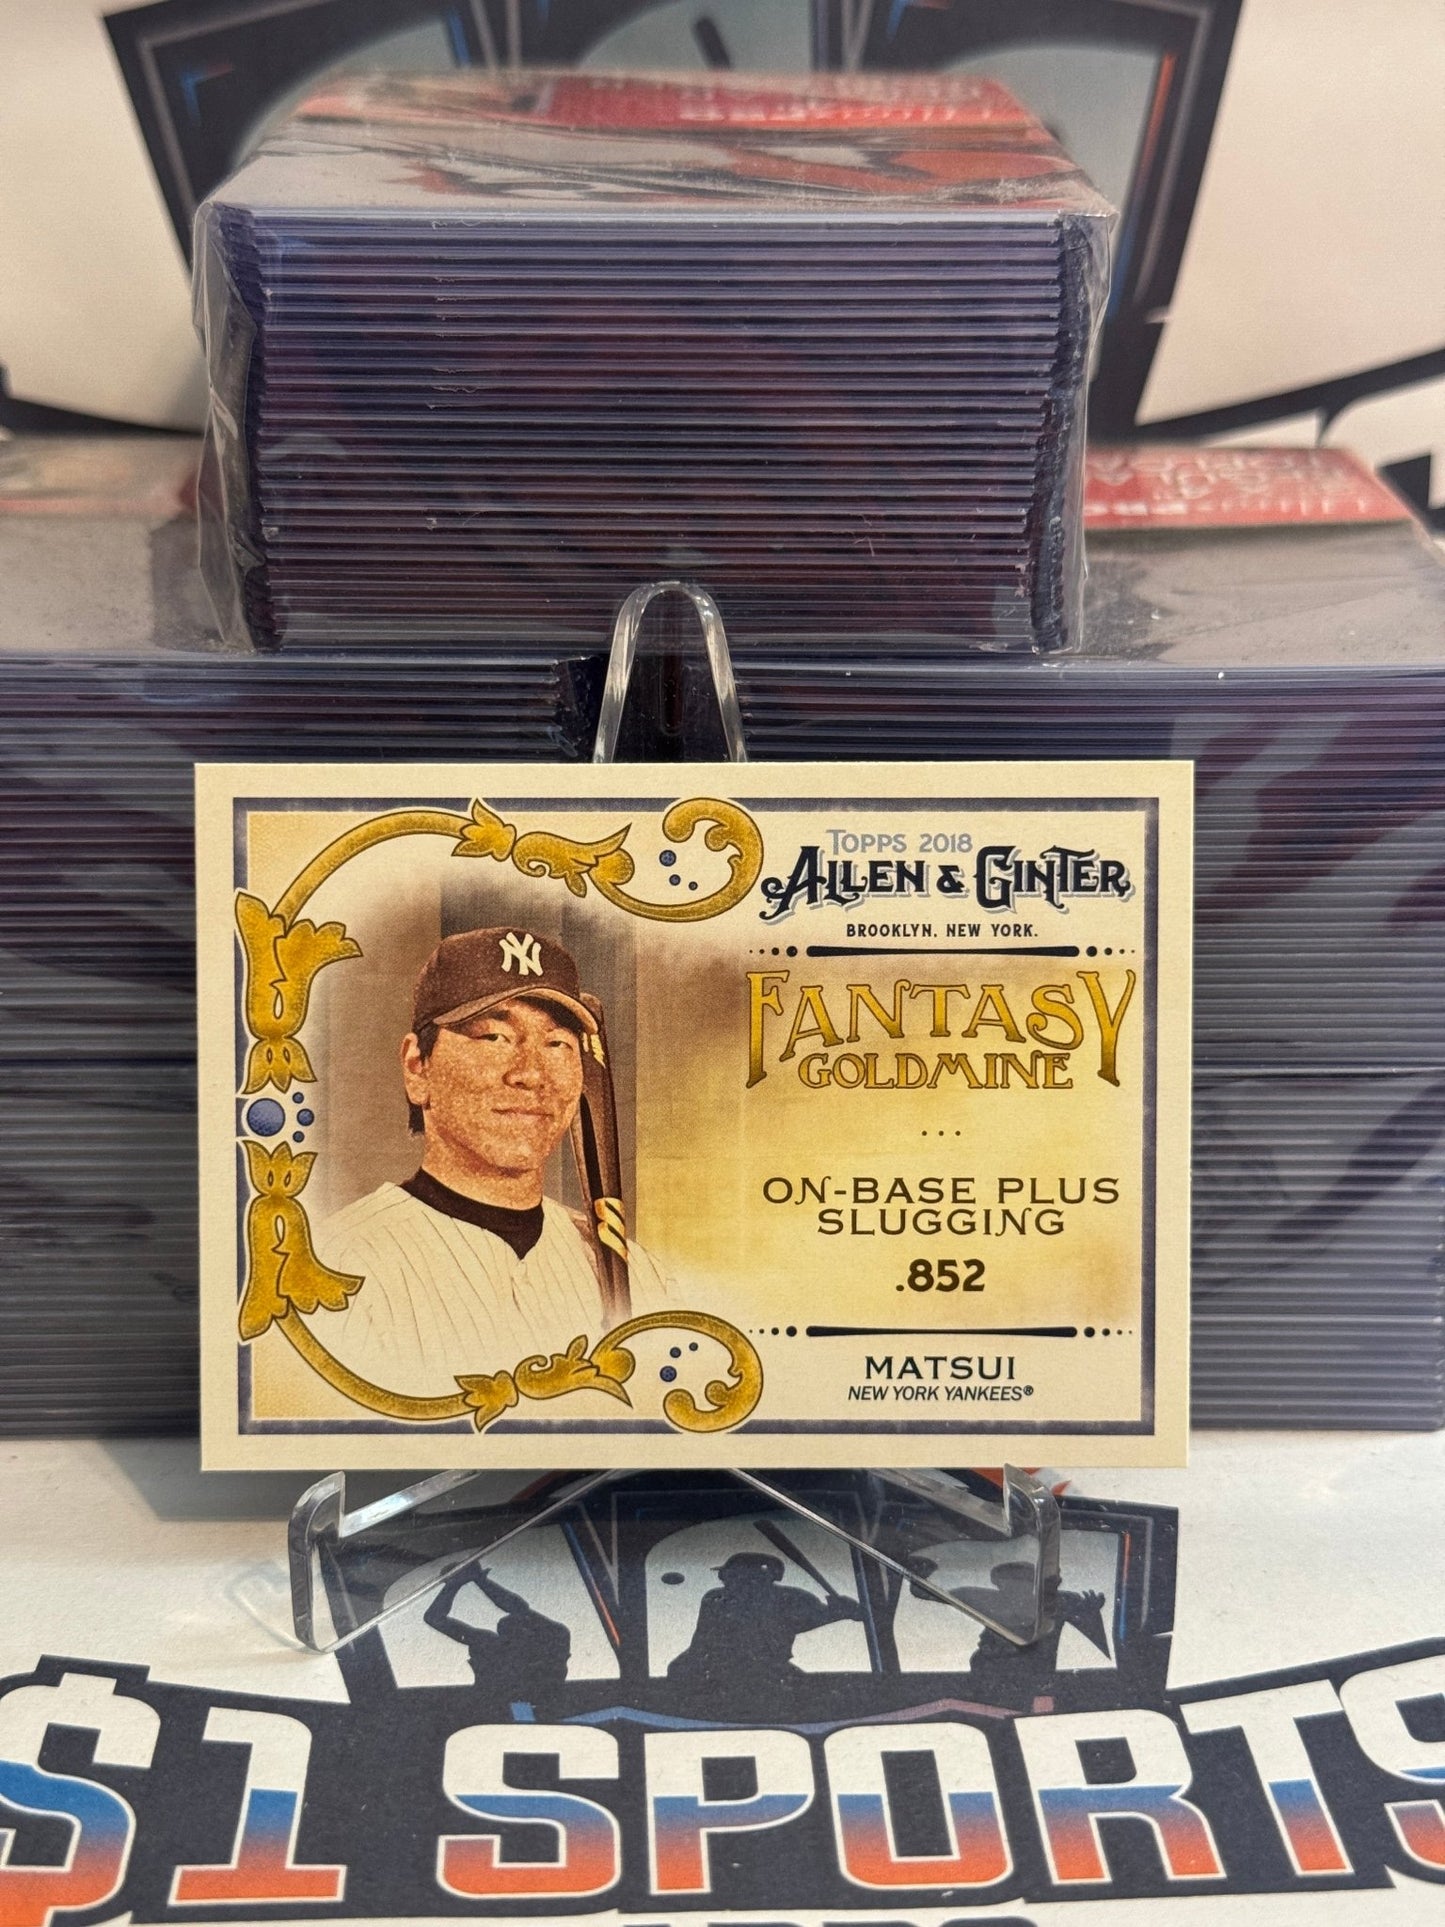 TOPPS 2018
ALLEN & GINTER
BROOKLYN, NEW YORK.
NY
FANTASY
GOLDMINE
...
ON-BASE PLUS
SLUGGING
.852
MATSUI
NEW YORK YANKEES®
$1 SPORTS